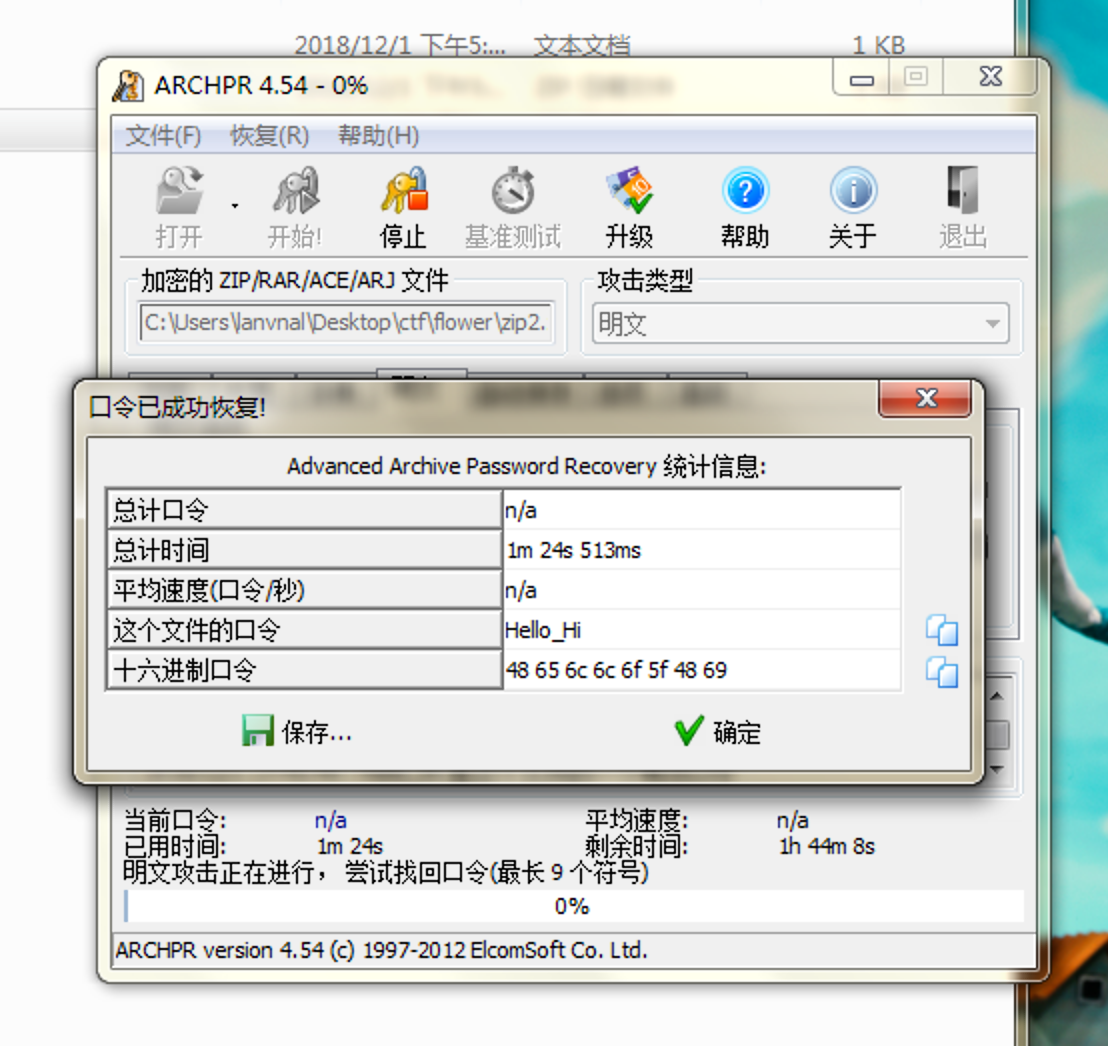 2018/12/1 下午5:... 文本文档 1 KB
ARCHPR 4.54 - 0%
文件(F) 恢复(R) 帮助(H)
打开 开始! 停止 基准测试 升级 帮助 关于 退出
加密的 ZIP/RAR/ACE/ARJ 文件 攻击类型
C:\Users\lanvnal\Desktop\ctf\flower\zip2. 明文
口令已成功恢复!
Advanced Archive Password Recovery 统计信息:
总计口令 n/a
总计时间 1m 24s 513ms
平均速度(口令/秒) n/a
这个文件的口令 Hello_Hi
十六进制口令 48 65 6c 6c 6f 5f 48 69
保存... 确定
当前口令: n/a 平均速度: n/a
已用时间: 1m 24s 剩余时间: 1h 44m 8s
明文攻击正在进行，尝试找回口令(最长 9 个符号)
0%
ARCHPR version 4.54 (c) 1997-2012 ElcomSoft Co. Ltd.